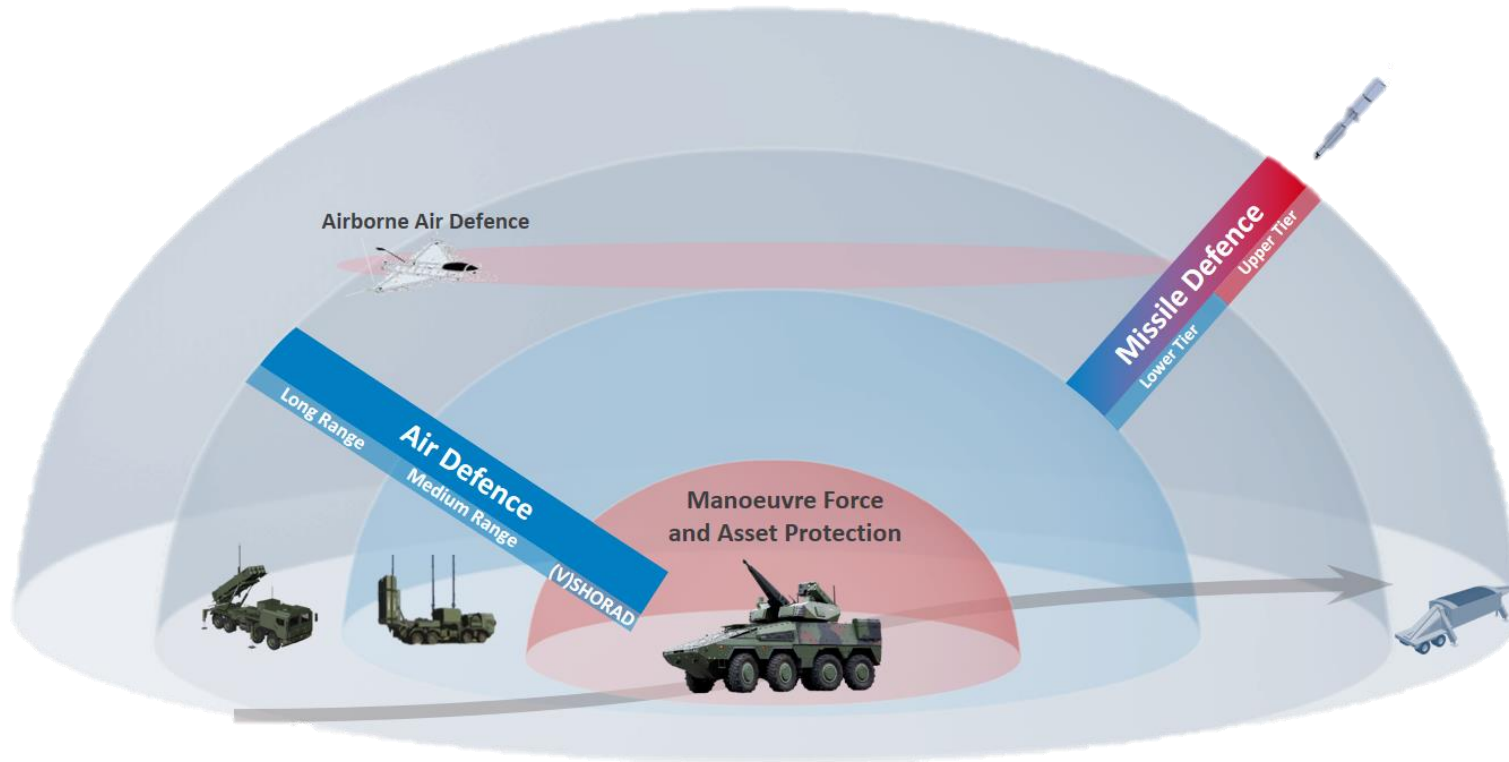 Airborne Air Defence
Missile Defence
Upper Tier
Lower Tier
Air Defence
Long Range
Medium Range
(V)SHORAD
Manoeuvre Force
and Asset Protection